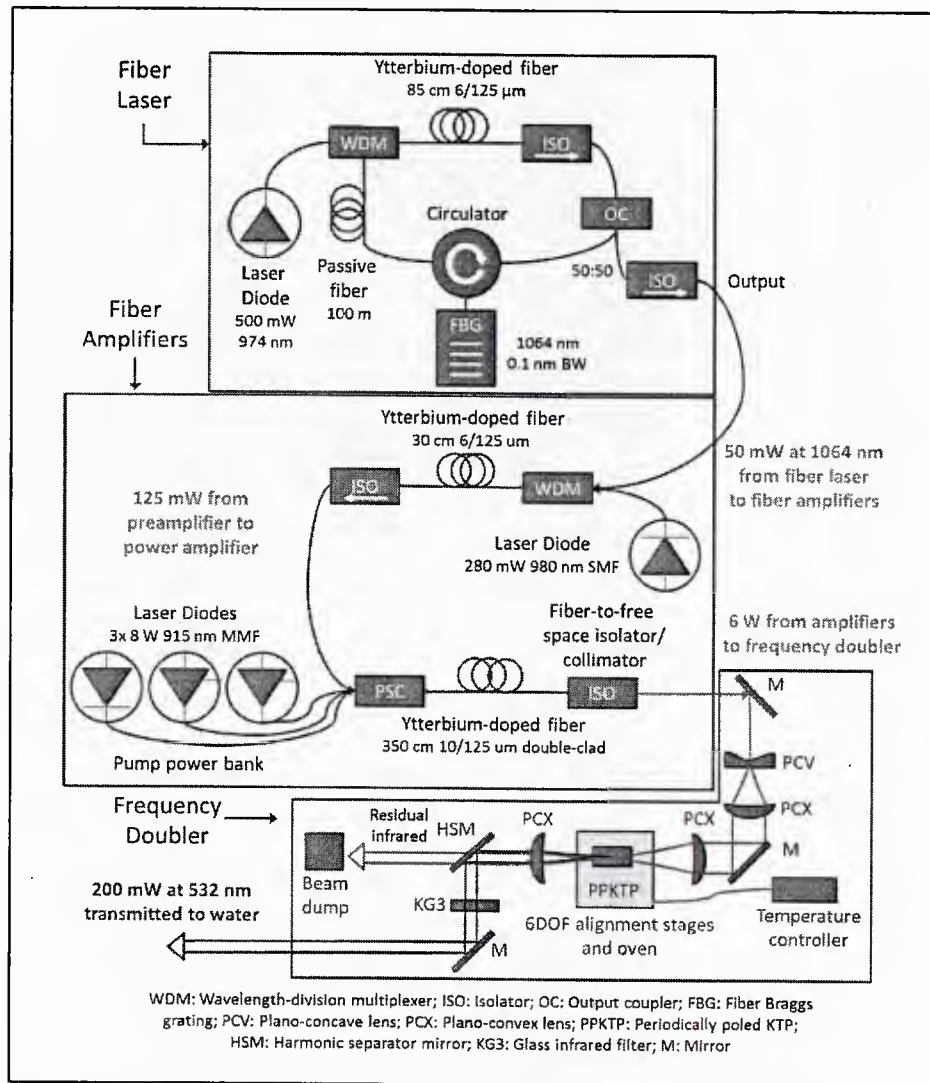 Fiber
Laser
Ytterbium-doped fiber
85 cm 6/125 µm
WDM
ISO
OC
Circulator
C
50:50
ISO
Output
Laser
Diode
500 mW
974 nm
Passive
fiber
100 m
FBG
1064 nm
0.1 nm BW
Fiber
Amplifiers
Ytterbium-doped fiber
30 cm 6/125 um
ISO
WDM
50 mW at 1064 nm
from fiber laser
to fiber amplifiers
125 mW from
preamplifier to
power amplifier
Laser Diode
280 mW 980 nm SMF
Laser Diodes
3x 8 W 915 nm MMF
Fiber-to-free
space isolator/
collimator
6 W from amplifiers
to frequency doubler
PSC
ISO
M
Ytterbium-doped fiber
350 cm 10/125 um double-clad
Pump power bank
PCV
PCX
M
Frequency
Doubler
Residual
infrared
HSM
PCX
PCX
PPKTP
Beam
dump
KG3
6DOF alignment stages
and oven
Temperature
controller
200 mW at 532 nm
transmitted to water
M
WDM: Wavelength-division multiplexer; ISO: Isolator; OC: Output coupler; FBG: Fiber Braggs
grating; PCV: Plano-concave lens; PCX: Plano-convex lens; PPKTP: Periodically poled KTP;
HSM: Harmonic separator mirror; KG3: Glass infrared filter; M: Mirror